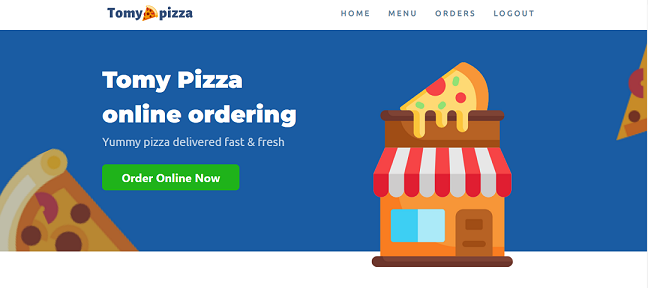 Tomy pizza
HOME MENU ORDERS LOGOUT
Tomy Pizza
online ordering
Yummy pizza delivered fast & fresh
Order Online Now